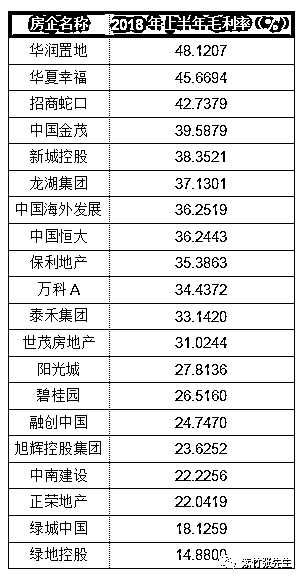 房企名称 2018年上半年毛利率(%)
华润置地 48.1207
华夏幸福 45.6694
招商蛇口 42.7379
中国金茂 39.5879
新城控股 38.3521
龙湖集团 37.1301
中国海外发展 36.2519
中国恒大 36.2443
保利地产 35.3863
万科A 34.4372
泰禾集团 33.1420
世茂房地产 31.0244
阳光城 27.8136
碧桂园 26.5160
融创中国 24.7470
旭辉控股集团 23.6252
中南建设 22.2256
正荣地产 22.0419
绿城中国 18.1259
绿地控股 14.8800
紫竹张先生